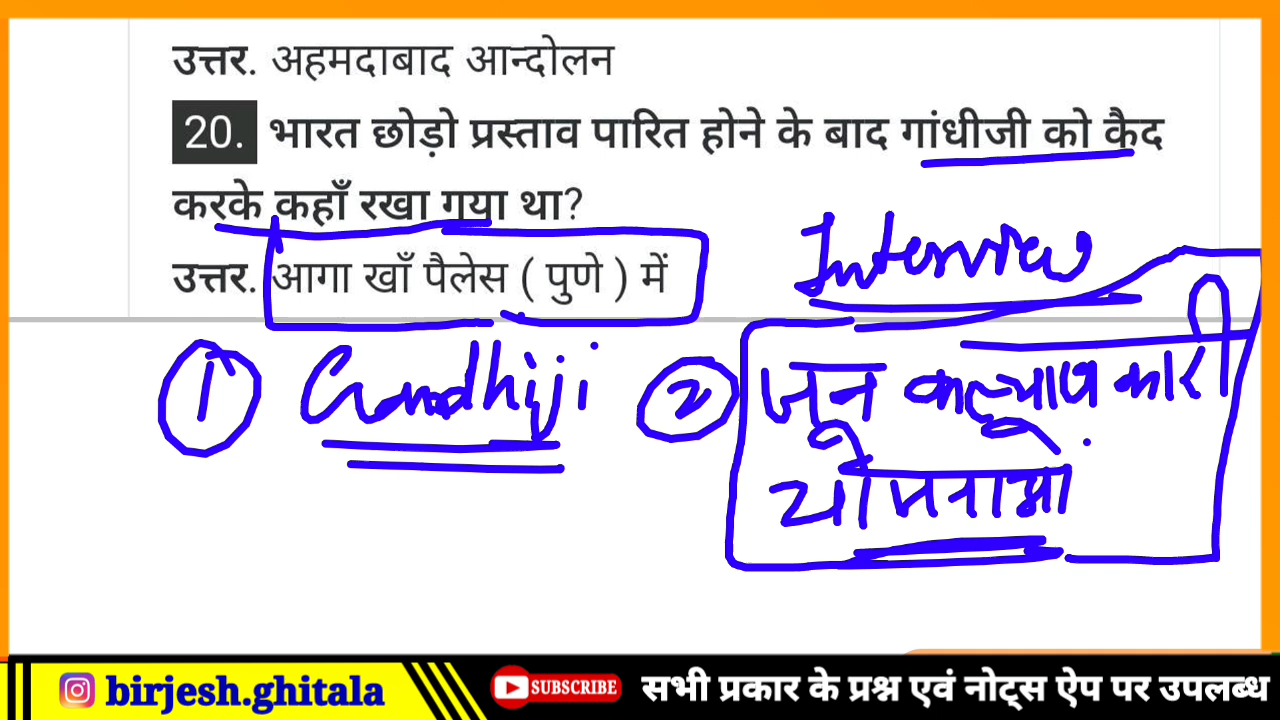 उत्तर. अहमदाबाद आन्दोलन
20. भारत छोड़ो प्रस्ताव पारित होने के बाद गांधीजी को कैद
करके कहाँ रखा गया था?
Interview
उत्तर. आगा खाँ पैलेस ( पुणे ) में
① Gandhiji ② जन कल्याणकारी
योजनाओं
birjesh.ghitala SUBSCRIBE सभी प्रकार के प्रश्न एवं नोट्स ऐप पर उपलब्ध